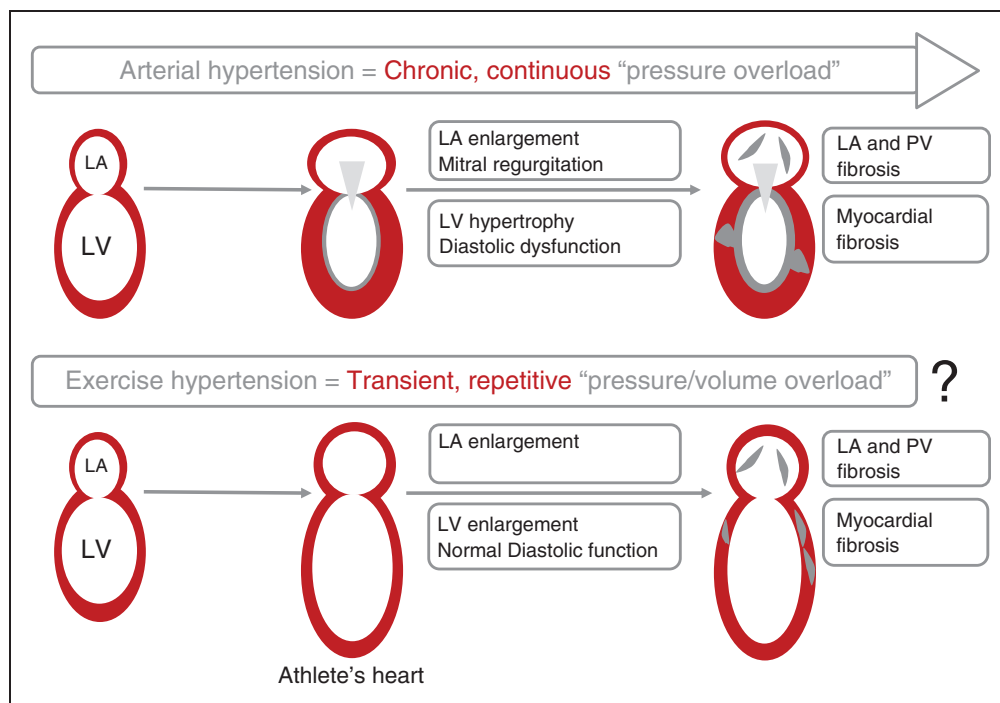 Arterial hypertension = Chronic, continuous “pressure overload”
LA
LV
LA enlargement
Mitral regurgitation
LV hypertrophy
Diastolic dysfunction
LA and PV
fibrosis
Myocardial
fibrosis
Exercise hypertension = Transient, repetitive “pressure/volume overload”
?
LA
LV
Athlete’s heart
LA enlargement
LV enlargement
Normal Diastolic function
LA and PV
fibrosis
Myocardial
fibrosis